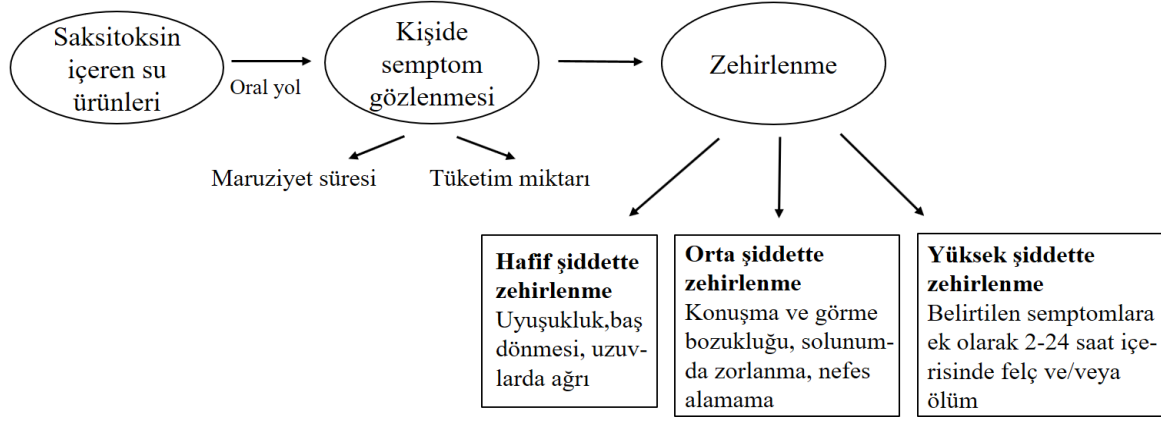 Saksitoksin
içeren su
ürünleri
Oral yol
Kişide
semptom
gözlenmesi
Zehirlenme
Maruziyet süresi
Tüketim miktarı
Hafif şiddette
zehirlenme
Uyuşukluk,baş
dönmesi, uzuv-
larda ağrı
Orta şiddette
zehirlenme
Konuşma ve görme
bozukluğu, solunum-
da zorlanma, nefes
alamama
Yüksek şiddette
zehirlenme
Belirtilen semptomlara
ek olarak 2-24 saat içe-
risinde felç ve/veya
ölüm